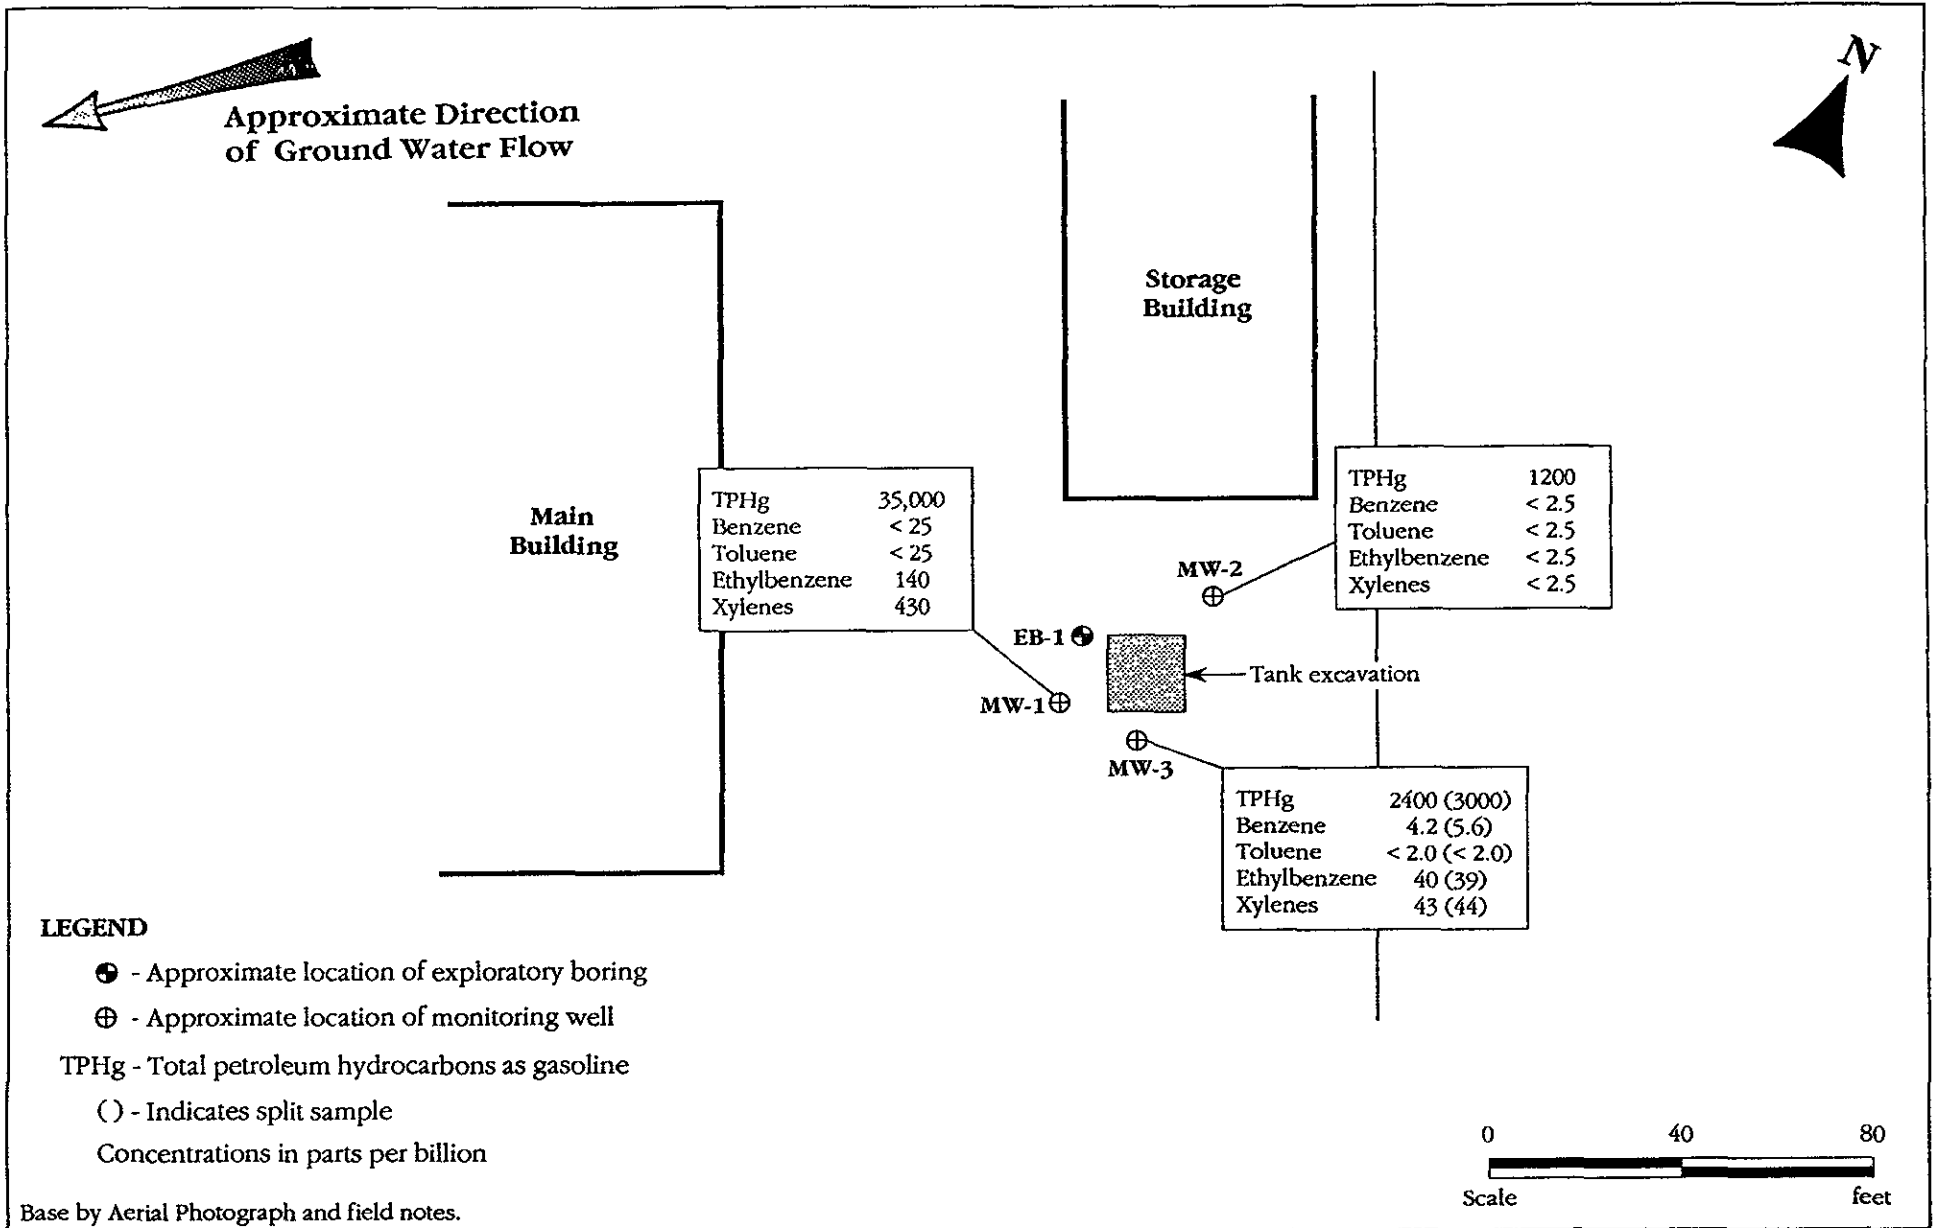 N
Approximate Direction
of Ground Water Flow
Storage
Building
Main
Building
TPHg 35,000
Benzene < 25
Toluene < 25
Ethylbenzene 140
Xylenes 430
TPHg 1200
Benzene < 2.5
Toluene < 2.5
Ethylbenzene < 2.5
Xylenes < 2.5
MW-2
EB-1
Tank excavation
MW-1
MW-3
TPHg 2400 (3000)
Benzene 4.2 (5.6)
Toluene < 2.0 (< 2.0)
Ethylbenzene 40 (39)
Xylenes 43 (44)
LEGEND
- Approximate location of exploratory boring
- Approximate location of monitoring well
TPHg - Total petroleum hydrocarbons as gasoline
( ) - Indicates split sample
Concentrations in parts per billion
Base by Aerial Photograph and field notes.
0 40 80
Scale feet